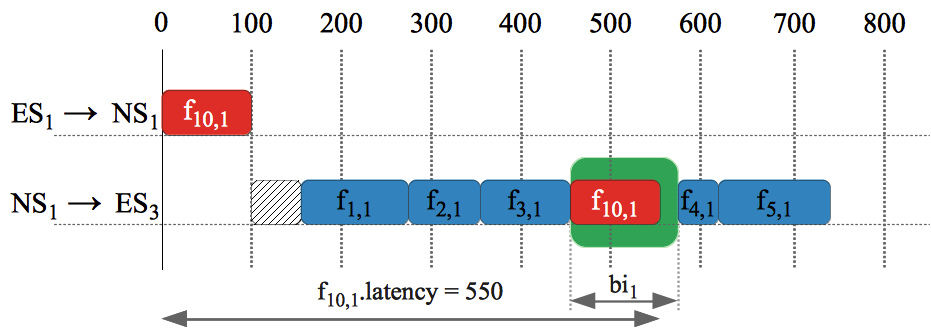 0 100 200 300 400 500 600 700 800
ES₁ → NS₁ f₁₀,₁
NS₁ → ES₃ f₁,₁ f₂,₁ f₃,₁ f₁₀,₁ f₄,₁ f₅,₁
f₁₀,₁.latency = 550 bi₁